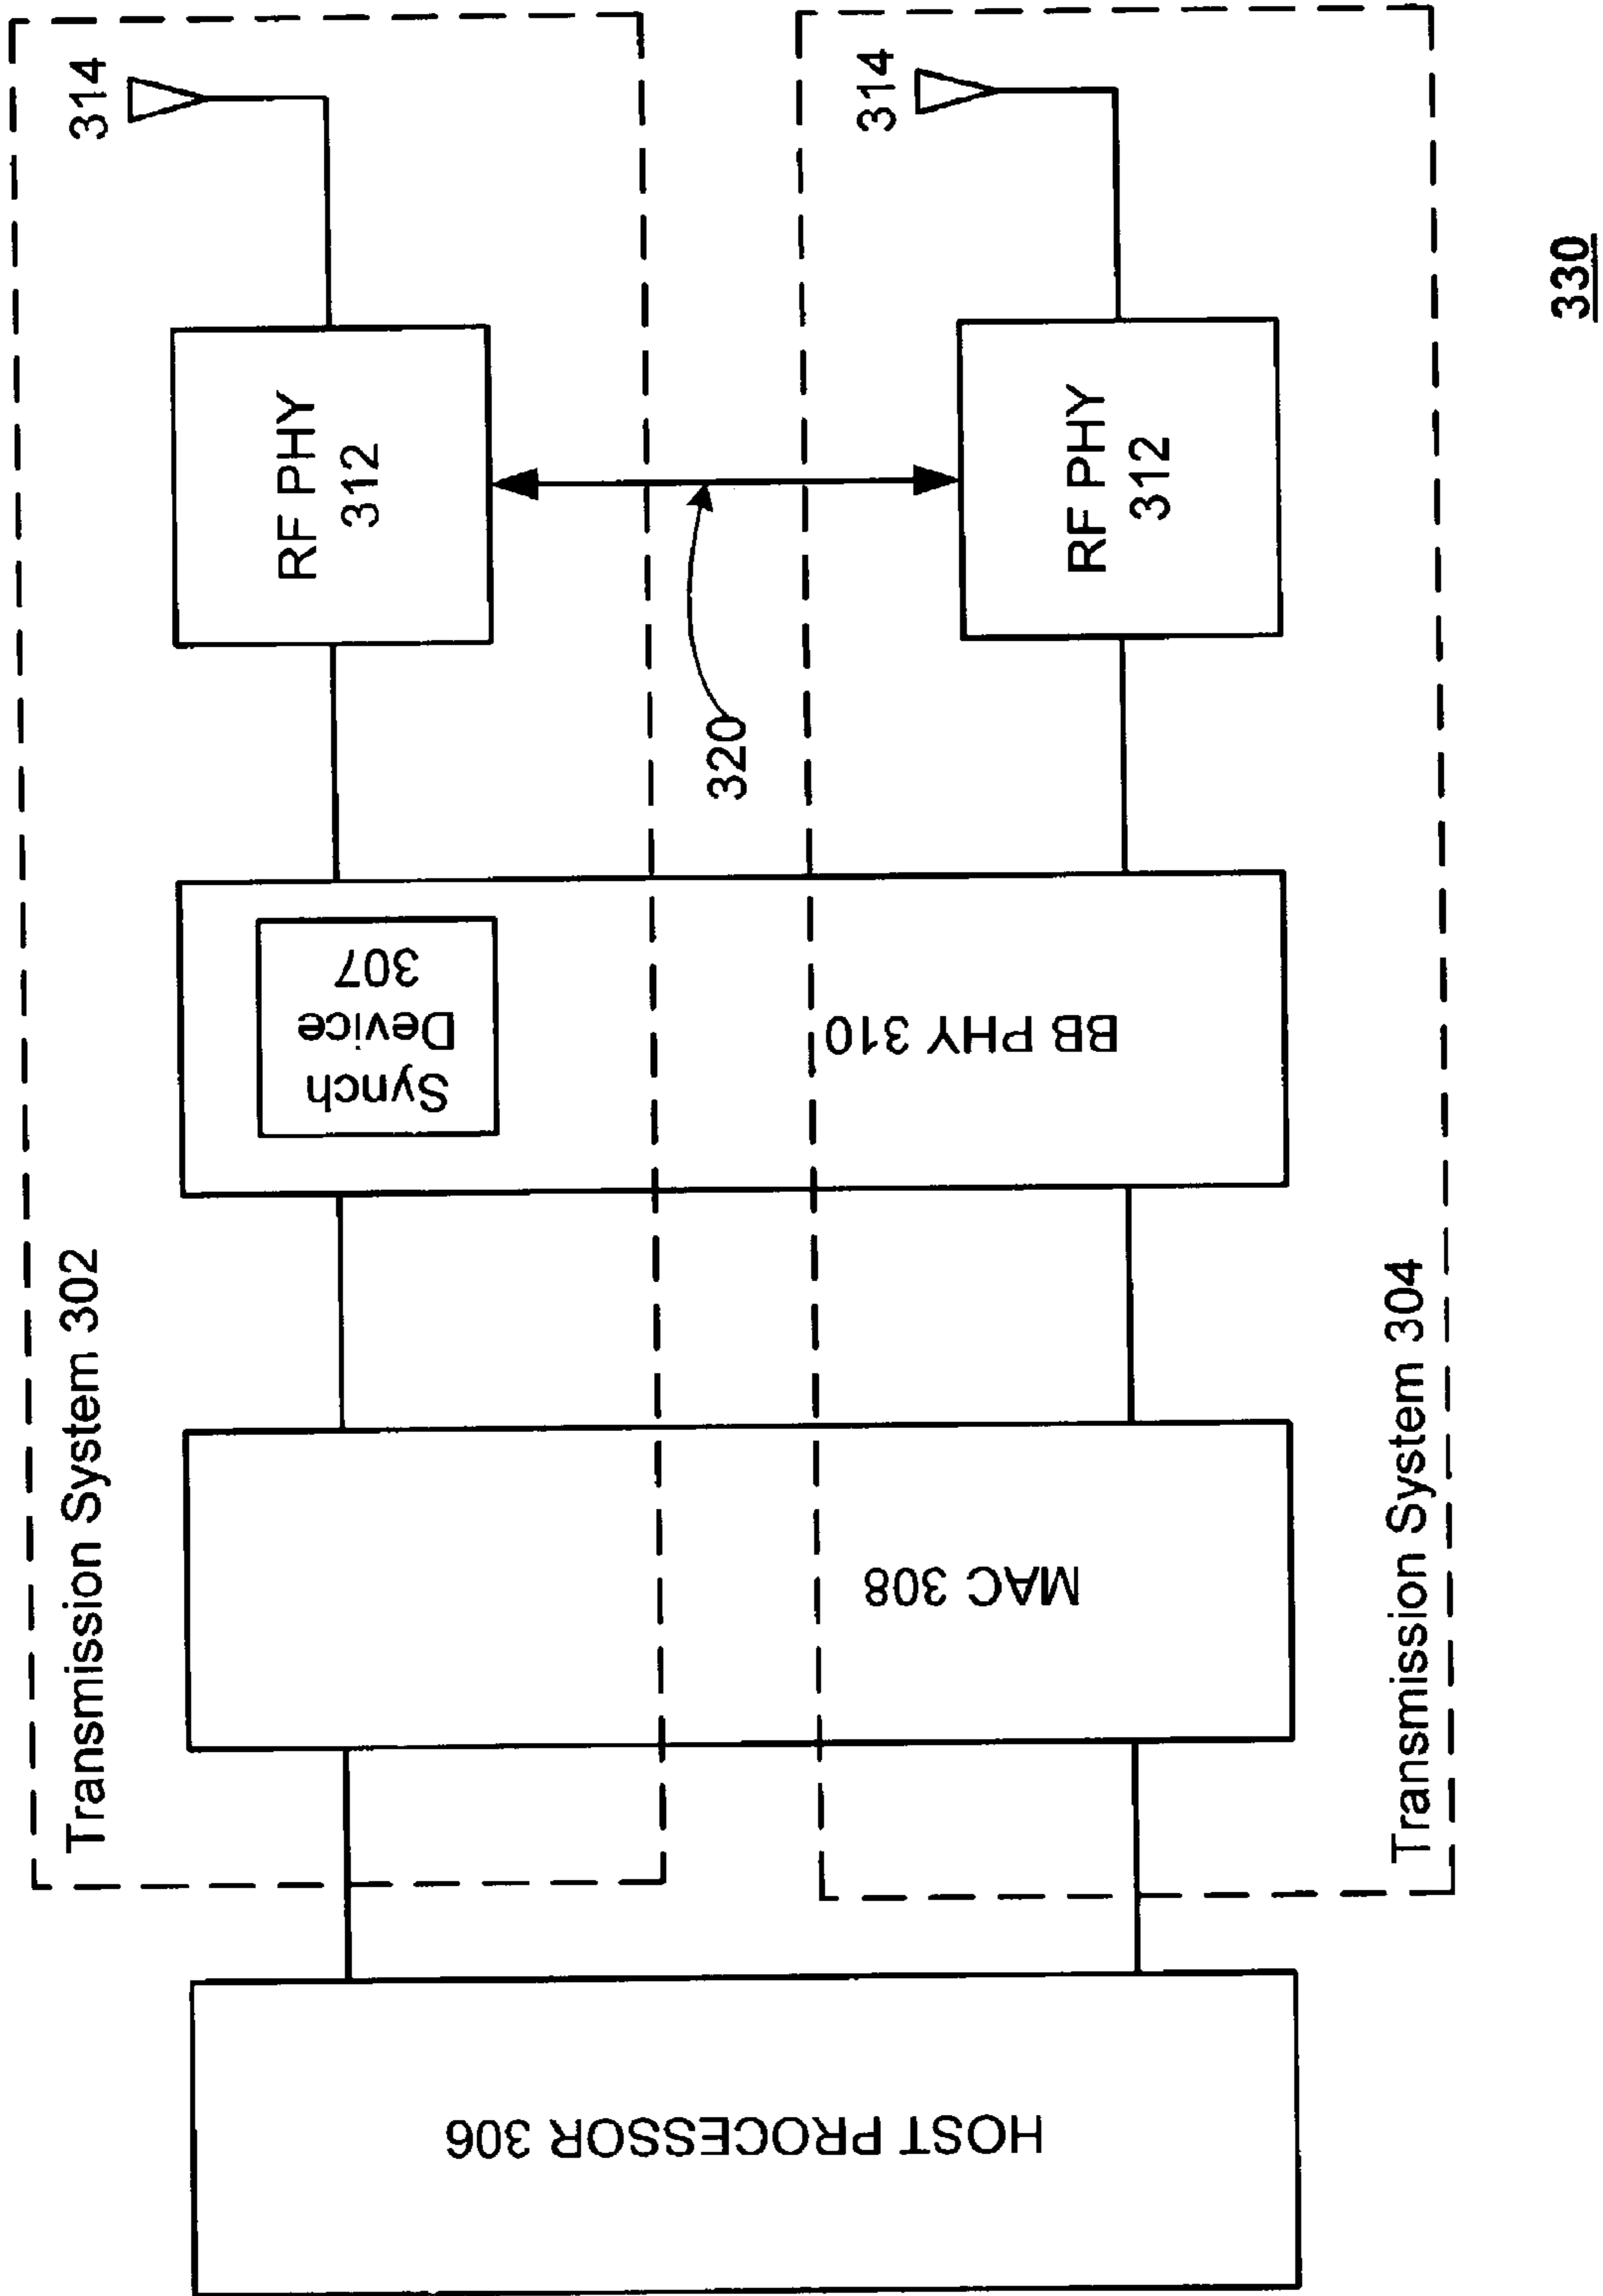 Transmission System 302
314
RF PHY
312
Synch
Device
307
BB PHY 310
MAC 308
HOST PROCESSOR 306
320
RF PHY
312
314
Transmission System 304
330